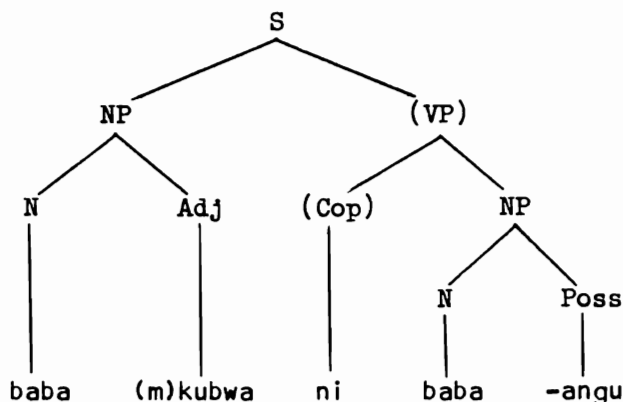 S
NP (VP)
N Adj (Cop) NP
N Poss
baba (m)kubwa ni baba -angu